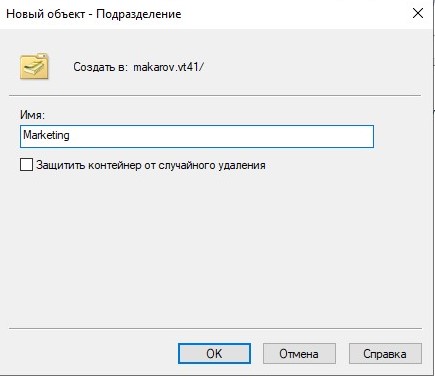 Новый объект - Подразделение
Создать в: makarov.vt41/
Имя:
Marketing
Защитить контейнер от случайного удаления
OK
Отмена
Справка